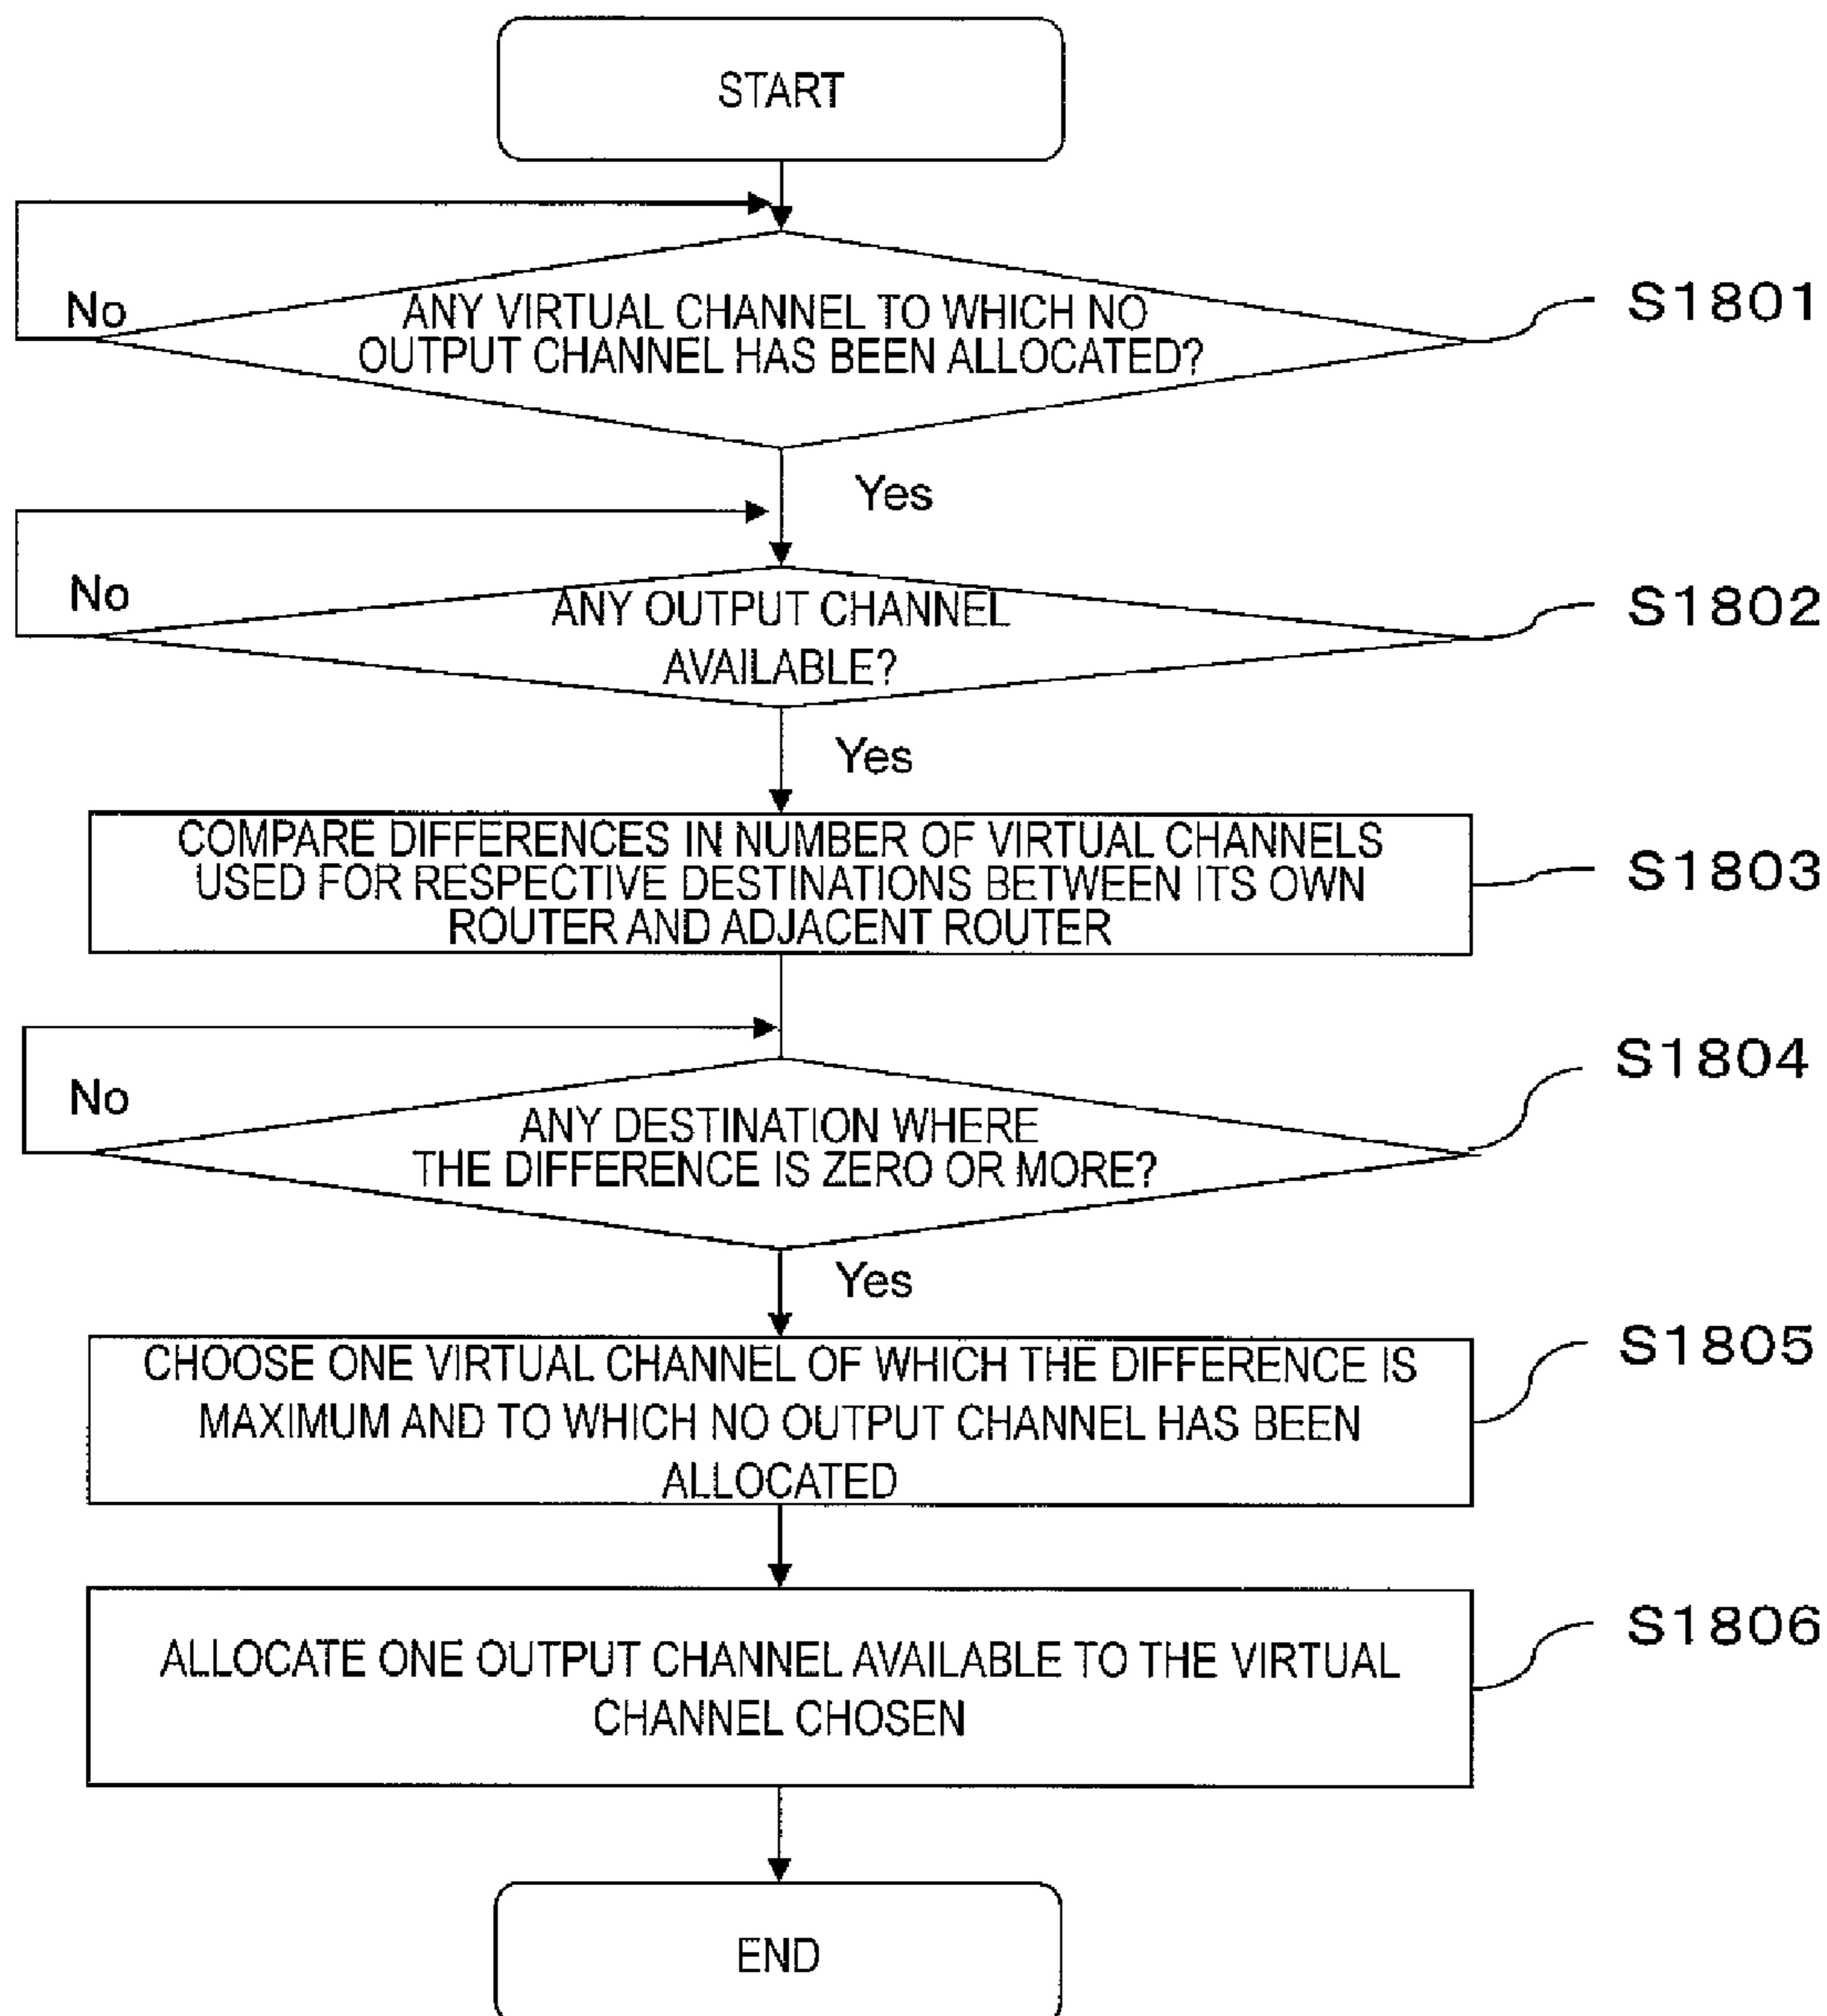 START
No
ANY VIRTUAL CHANNEL TO WHICH NO
OUTPUT CHANNEL HAS BEEN ALLOCATED?
S1801
Yes
No
ANY OUTPUT CHANNEL
AVAILABLE?
S1802
Yes
COMPARE DIFFERENCES IN NUMBER OF VIRTUAL CHANNELS
USED FOR RESPECTIVE DESTINATIONS BETWEEN ITS OWN
ROUTER AND ADJACENT ROUTER
S1803
No
ANY DESTINATION WHERE
THE DIFFERENCE IS ZERO OR MORE?
S1804
Yes
CHOOSE ONE VIRTUAL CHANNEL OF WHICH THE DIFFERENCE IS
MAXIMUM AND TO WHICH NO OUTPUT CHANNEL HAS BEEN
ALLOCATED
S1805
ALLOCATE ONE OUTPUT CHANNEL AVAILABLE TO THE VIRTUAL
CHANNEL CHOSEN
S1806
END